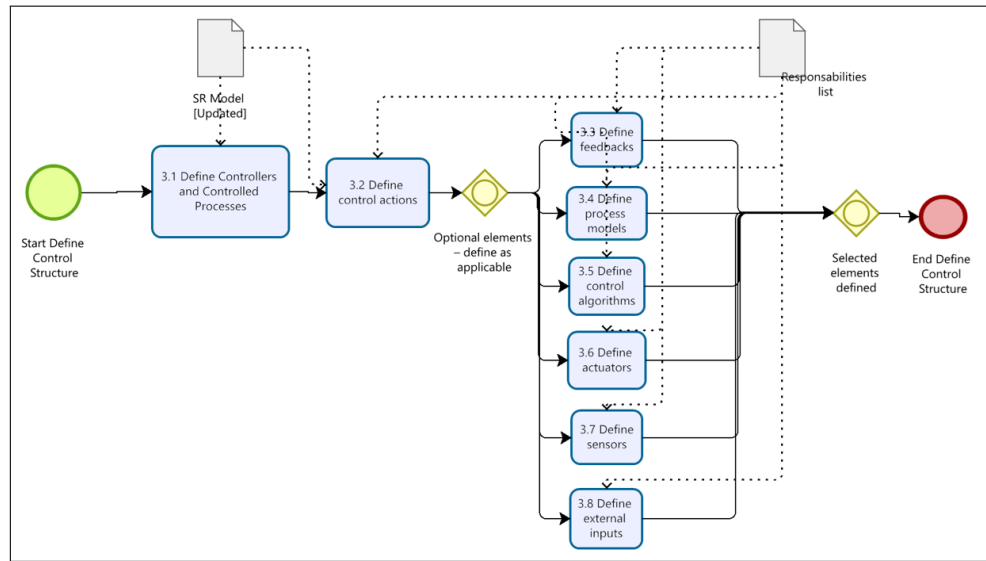 SR Model
[Updated]
Responsabilities
list
3.1 Define Controllers
and Controlled
Processes
3.2 Define
control actions
3.3 Define
feedbacks
3.4 Define
process
models
3.5 Define
control
algorithms
3.6 Define
actuators
3.7 Define
sensors
3.8 Define
external
inputs
Start Define
Control
Structure
Optional elements
– define as
applicable
Selected
elements
defined
End Define
Control
Structure